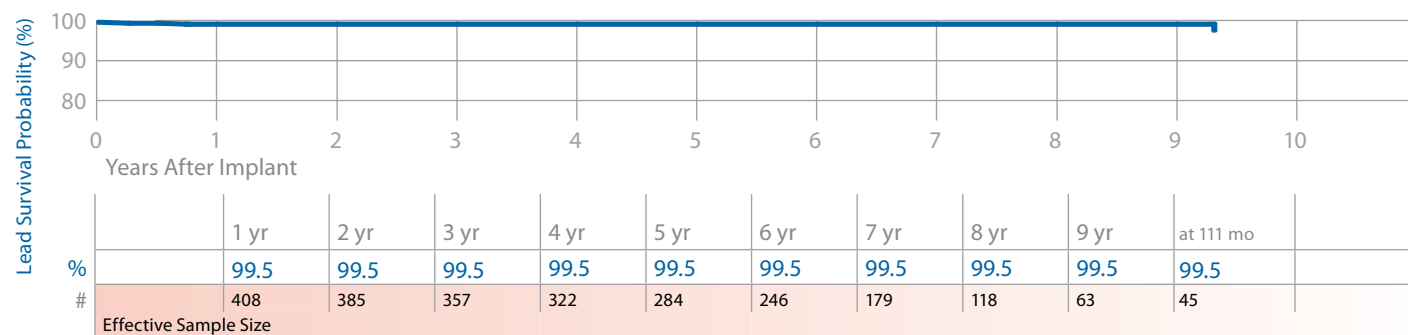 Lead Survival Probability (%)
100
90
80
0 1 2 3 4 5 6 7 8 9 10
Years After Implant
1 yr 2 yr 3 yr 4 yr 5 yr 6 yr 7 yr 8 yr 9 yr at 111 mo
% 99.5 99.5 99.5 99.5 99.5 99.5 99.5 99.5 99.5 99.5
# 408 385 357 322 284 246 179 118 63 45
Effective Sample Size